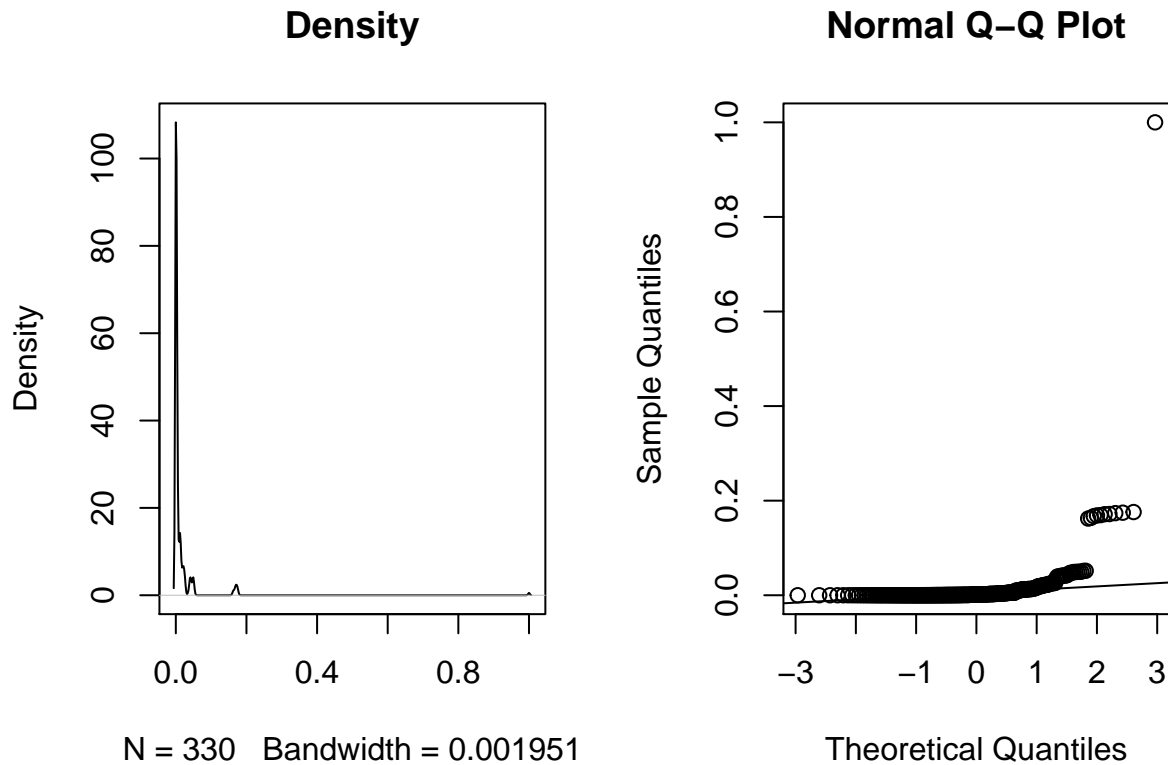 Density
Density
0 20 40 60 80 100
0.0 0.4 0.8
N = 330 Bandwidth = 0.001951
Normal Q−Q Plot
Sample Quantiles
0.0 0.2 0.4 0.6 0.8 1.0
−3 −1 0 1 2 3
Theoretical Quantiles